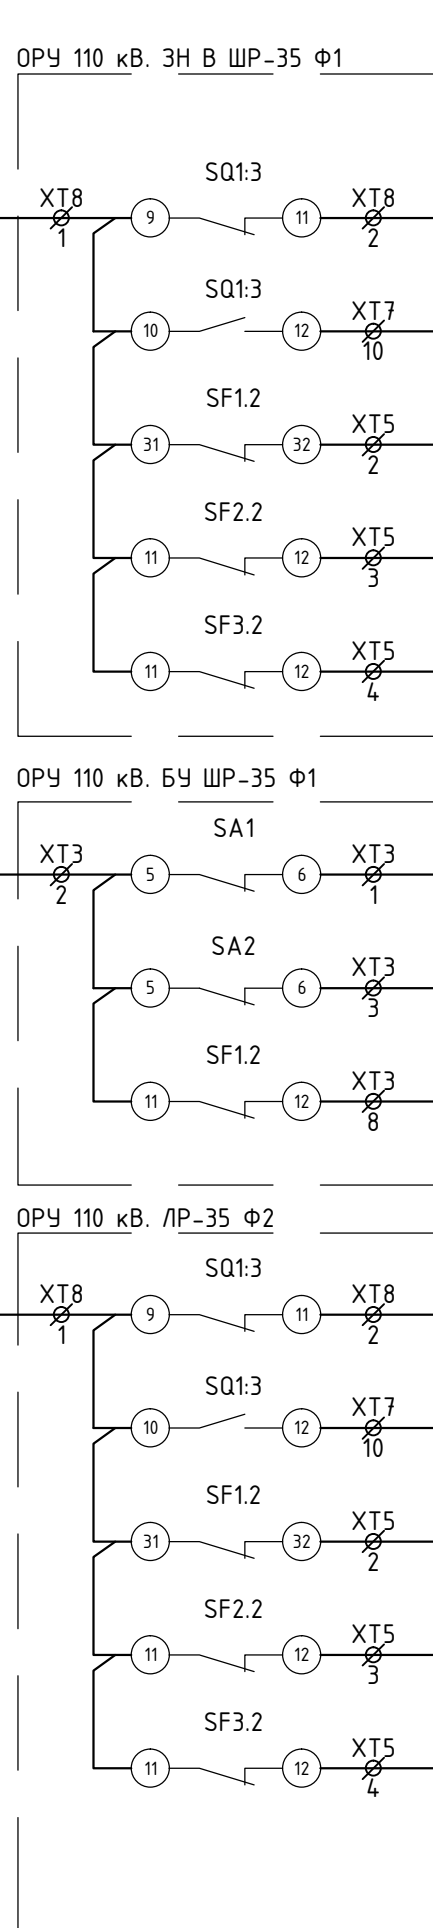 ОРУ 110 кВ. ЗН В ШР-35 Ф1
SQ1:3
XT8 9 11 XT8
1 2
SQ1:3
10 12 XT7
10
SF1.2
31 32 XT5
2
SF2.2
11 12 XT5
3
SF3.2
11 12 XT5
4
ОРУ 110 кВ. БУ ШР-35 Ф1
SA1
XT3 5 6 XT3
2 1
SA2
5 6 XT3
3
SF1.2
11 12 XT3
8
ОРУ 110 кВ. ЛР-35 Ф2
SQ1:3
XT8 9 11 XT8
1 2
SQ1:3
10 12 XT7
10
SF1.2
31 32 XT5
2
SF2.2
11 12 XT5
3
SF3.2
11 12 XT5
4